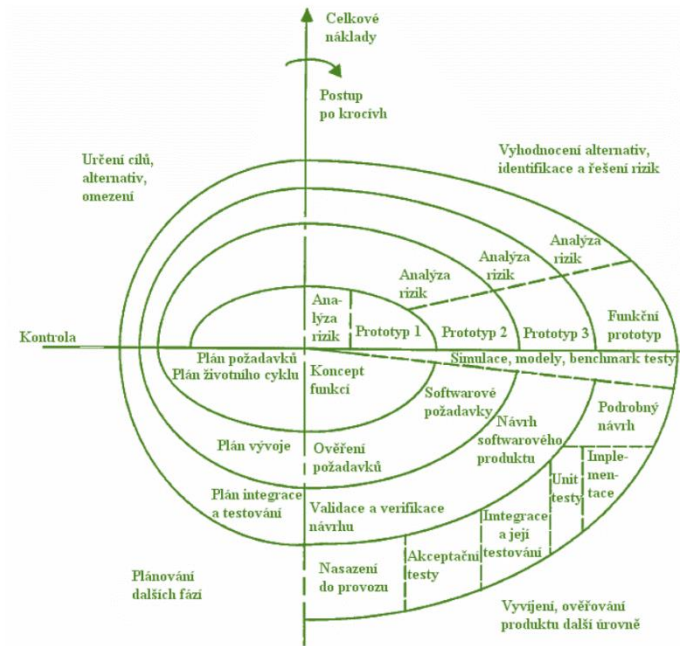 Celkové
náklady
Postup
po krocívh
Určení cílů,
alternativ,
omezení
Vyhodnocení alternativ,
identifikace a řešení rizik
Analýza
rizik
Analýza
rizik
Analýza
rizik
Ana-
lýza
rizik
Prototyp 1
Prototyp 2
Prototyp 3
Funkční
prototyp
Kontrola
Plán požadavků
Plán životního cyklu
Koncept
funkcí
Simulace, modely, benchmark testy
Softwarové
požadavky
Návrh
softwarového
produktu
Podrobný
návrh
Plán vývoje
Ověření
požadavků
Unit
testy
Imple-
men-
tace
Plán integrace
a testování
Validace a verifikace
návrhu
Imtegrace
a její
testování
Akceptační
testy
Nasazení
do provozu
Plánování
dalších fází
Vyvíjení, ověřování
produktu další úrovně